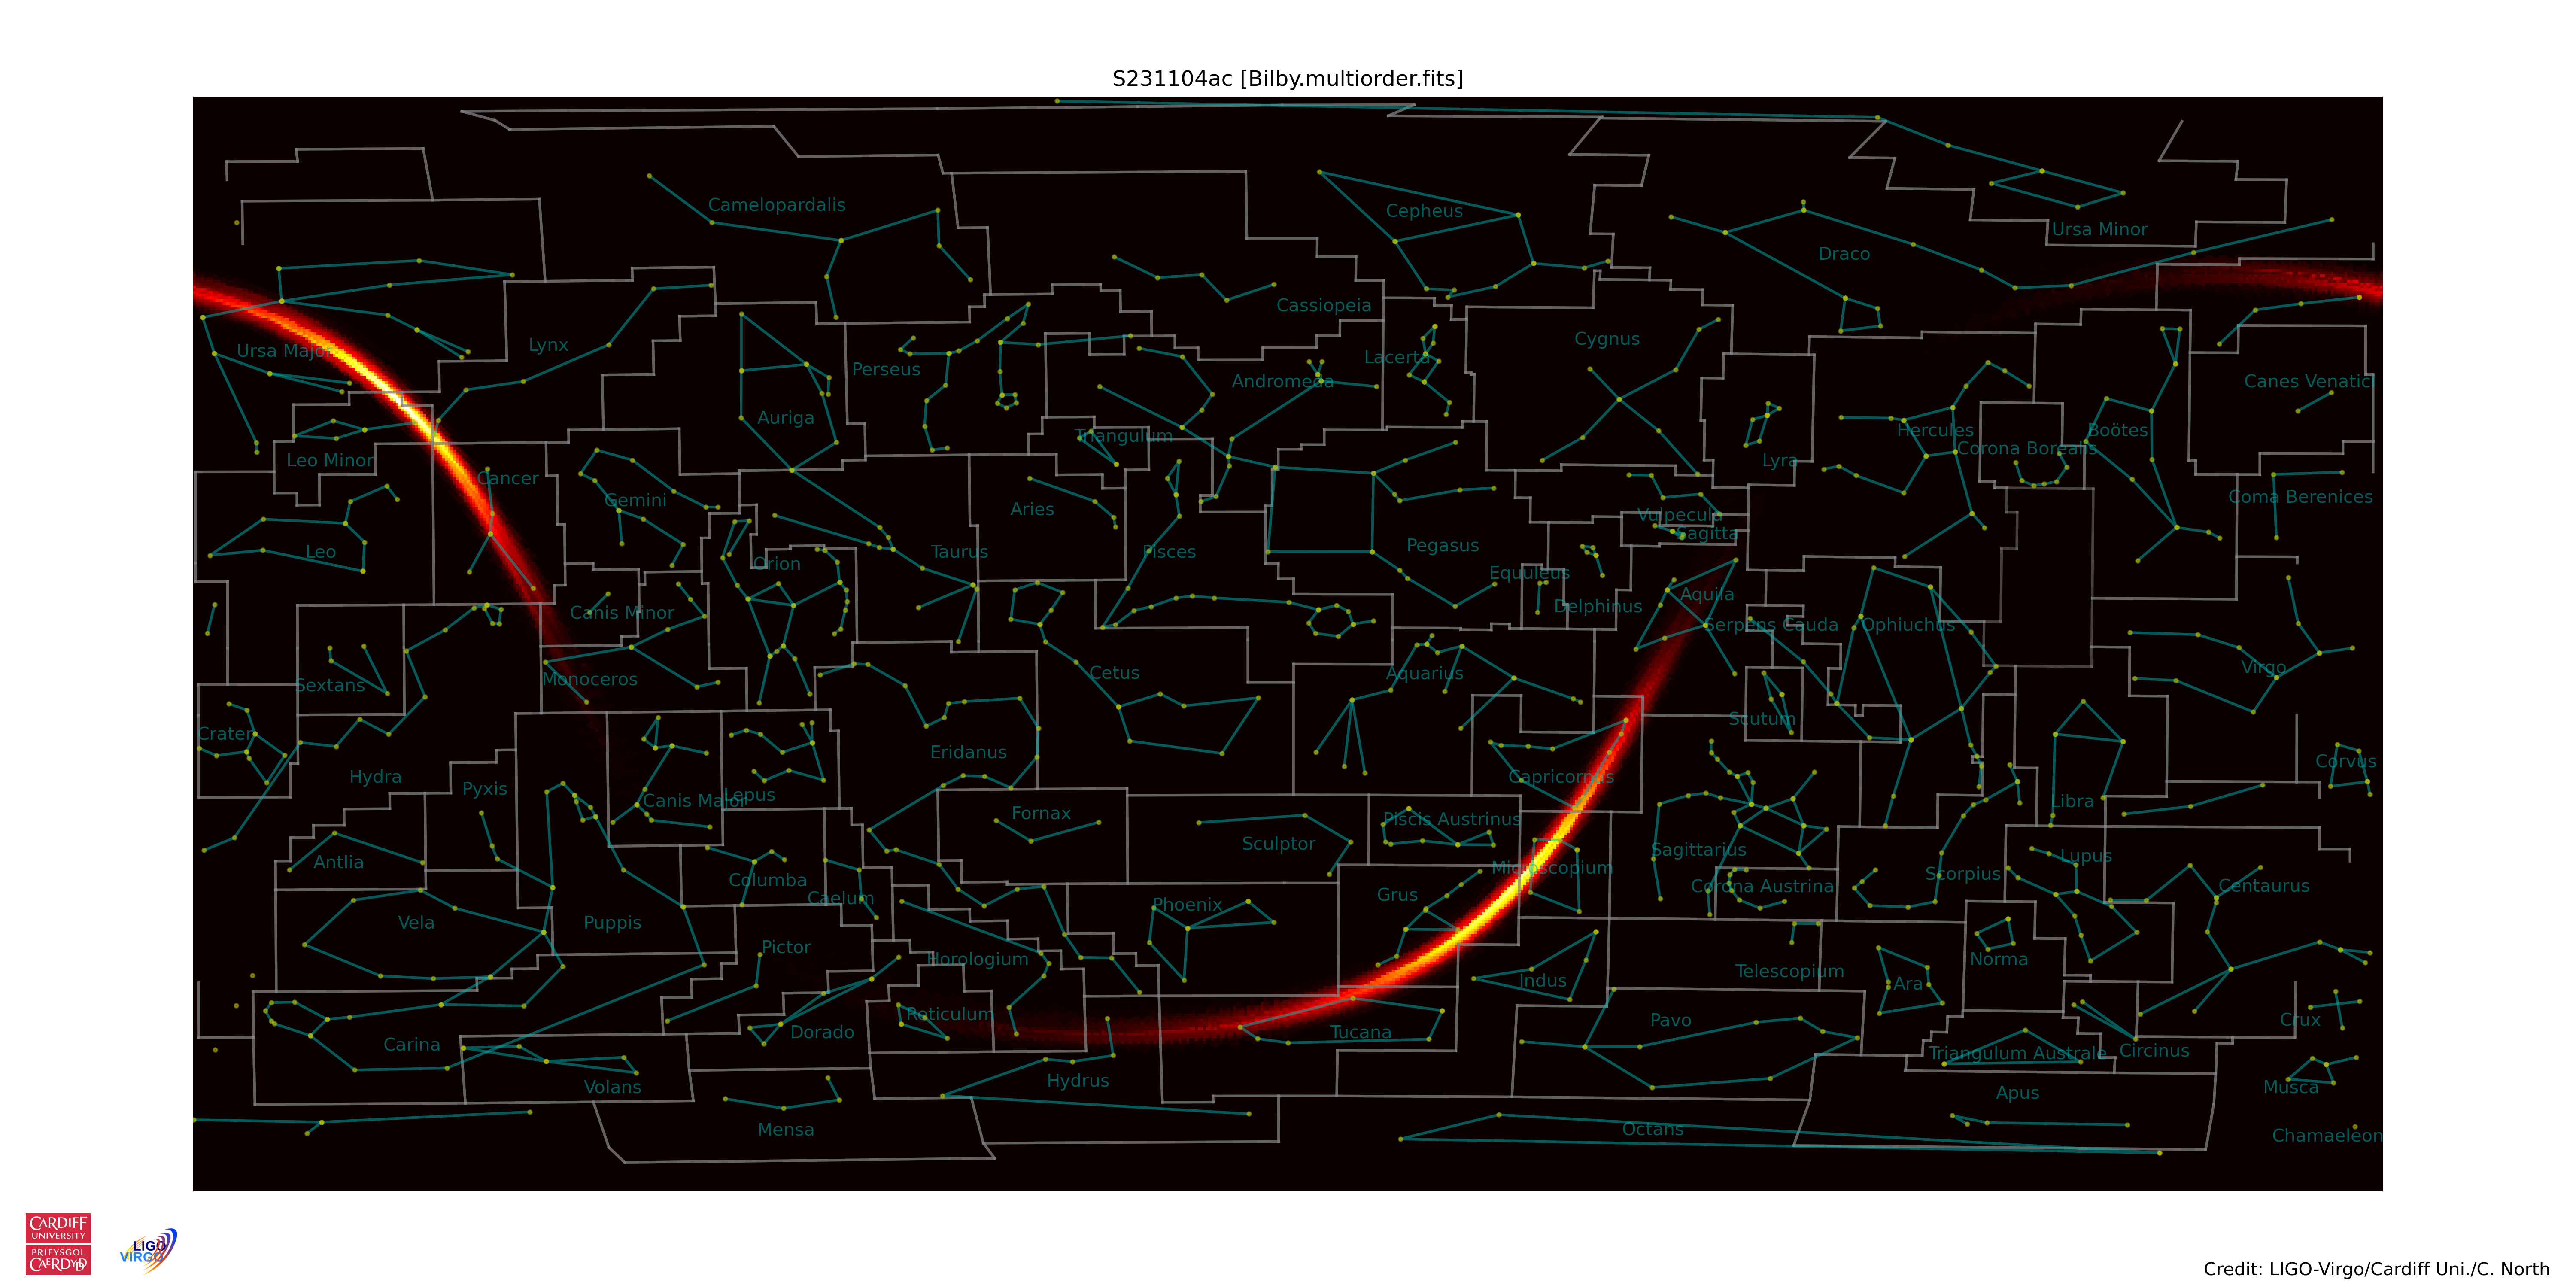 S231104ac [Bilby.multiorder.fits]
Camelopardalis
Cepheus
Ursa Minor
Draco
Cassiopeia
Ursa Major
Lynx
Cygnus
Perseus
Lacerta
Andromeda
Canes Venatici
Auriga
Triangulum
Hercules
Boötes
Corona Borealis
Leo Minor
Lyra
Cancer
Gemini
Coma Berenices
Aries
Vulpecula
Sagitta
Leo
Taurus
Pisces
Pegasus
Orion
Equuleus
Aquila
Canis Minor
Delphinus
Serpens Cauda
Ophiuchus
Virgo
Sextans
Monoceros
Cetus
Aquarius
Crater
Scutum
Eridanus
Corvus
Hydra
Pyxis
Capricornus
Canis Major
Lepus
Libra
Fornax
Piscis Austrinus
Sculptor
Sagittarius
Antlia
Lupus
Microscopium
Columba
Scorpius
Corona Austrina
Centaurus
Caelum
Grus
Phoenix
Vela
Puppis
Pictor
Horologium
Norma
Telescopium
Indus
Ara
Reticulum
Pavo
Crux
Dorado
Tucana
Carina
Triangulum Australe
Circinus
Hydrus
Volans
Musca
Apus
Mensa
Octans
Chamaeleon
CARDIFF
UNIVERSITY
PRIFYSGOL
CAERDYDD
LIGO
VIRGO
Credit: LIGO-Virgo/Cardiff Uni./C. North